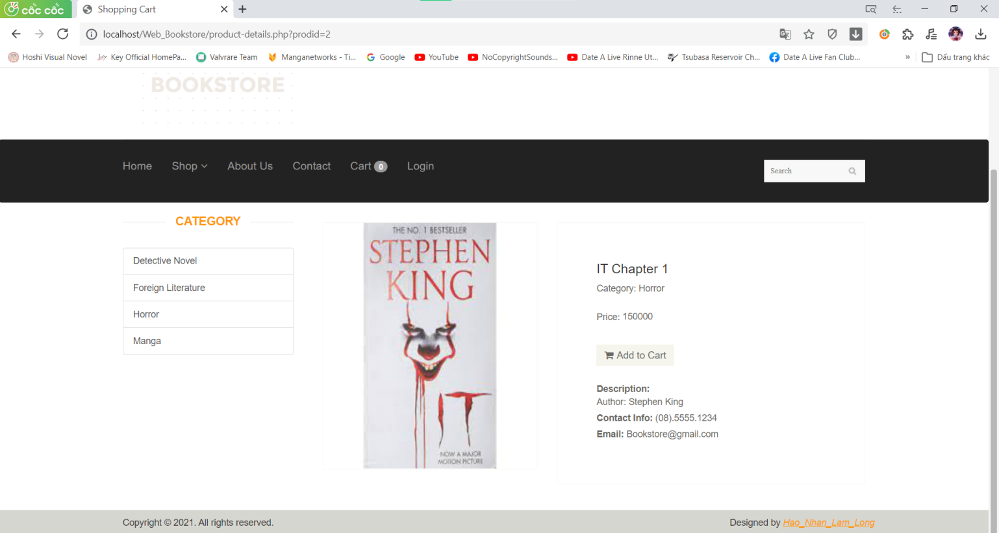 cốc cốc
Shopping Cart
localhost/Web_Bookstore/product-details.php?prodid=2
Hoshi Visual Novel
Key Official HomePa...
Valvrare Team
Manganetworks - Ti...
Google
YouTube
NoCopyrightSounds...
Date A Live Rinne Ut...
Tsubasa Reservoir Ch...
Date A Live Fan Club...
»
Dấu trang khác
BOOKSTORE
Home
Shop
About Us
Contact
Cart 0
Login
Search
CATEGORY
Detective Novel
Foreign Literature
Horror
Manga
THE NO. 1 BESTSELLER
STEPHEN
KING
IT
NOW A MAJOR
MOTION PICTURE
IT Chapter 1
Category: Horror
Price: 150000
Add to Cart
Description:
Author: Stephen King
Contact Info: (08).5555.1234
Email: Bookstore@gmail.com
Copyright © 2021. All rights reserved.
Designed by Hao_Nhan_Lam_Long